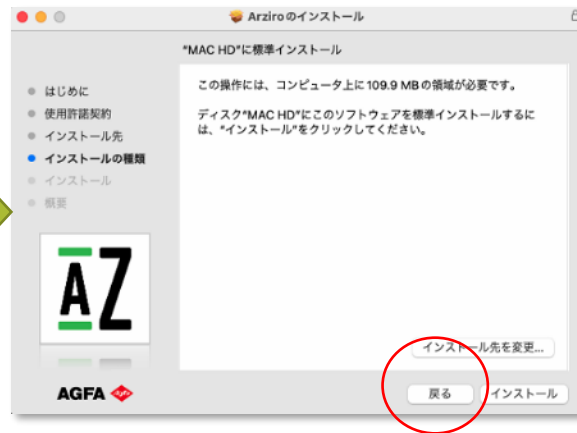 Arziroのインストール
"MAC HD"に標準インストール
はじめに
使用許諾契約
インストール先
インストールの種類
インストール
概要
この操作には、コンピュータ上に109.9 MBの領域が必要です。
ディスク"MAC HD"にこのソフトウェアを標準インストールするに
は、"インストール"をクリックしてください。
AZ
インストール先を変更...
AGFA
戻る
インストール